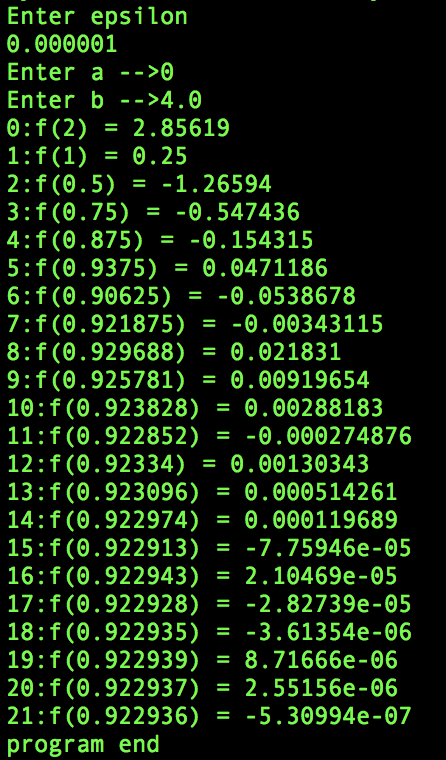 Enter epsilon
0.000001
Enter a -->0
Enter b -->4.0
0:f(2) = 2.85619
1:f(1) = 0.25
2:f(0.5) = -1.26594
3:f(0.75) = -0.547436
4:f(0.875) = -0.154315
5:f(0.9375) = 0.0471186
6:f(0.90625) = -0.0538678
7:f(0.921875) = -0.00343115
8:f(0.929688) = 0.021831
9:f(0.925781) = 0.00919654
10:f(0.923828) = 0.00288183
11:f(0.922852) = -0.000274876
12:f(0.92334) = 0.00130343
13:f(0.923096) = 0.000514261
14:f(0.922974) = 0.000119689
15:f(0.922913) = -7.75946e-05
16:f(0.922943) = 2.10469e-05
17:f(0.922928) = -2.82739e-05
18:f(0.922935) = -3.61354e-06
19:f(0.922939) = 8.71666e-06
20:f(0.922937) = 2.55156e-06
21:f(0.922936) = -5.30994e-07
program end